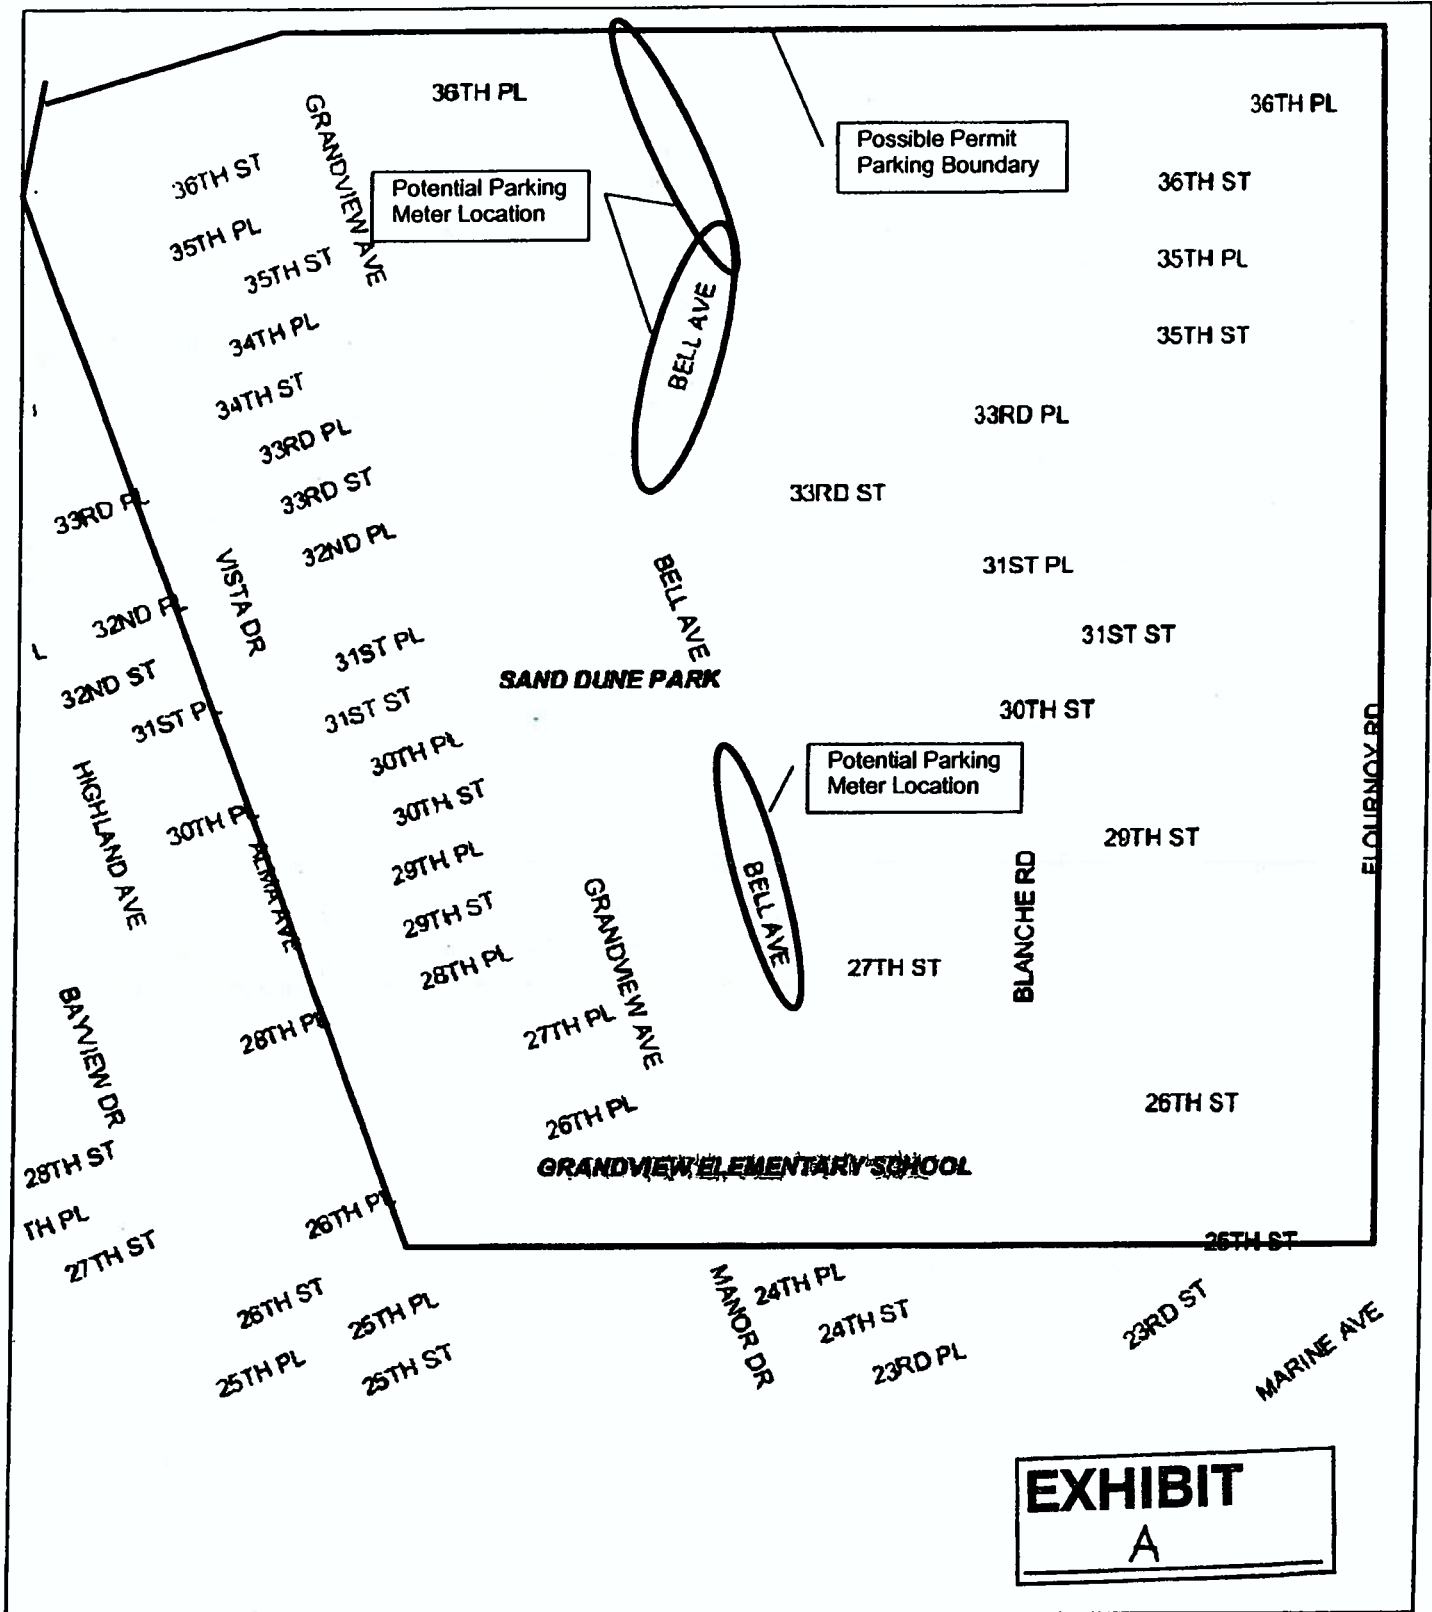 36TH PL
36TH PL
GRANDVIEW AVE
Possible Permit
Parking Boundary
36TH ST
36TH ST
Potential Parking
Meter Location
35TH PL
35TH PL
35TH ST
BELL AVE
34TH PL
35TH ST
34TH ST
33RD PL
33RD PL
33RD ST
33RD ST
33RD PL
32ND PL
VISTA DR
BELL AVE
31ST PL
32ND PL
31ST PL
31ST ST
L
32ND ST
SAND DUNE PARK
31ST PL
31ST ST
30TH ST
30TH PL
Potential Parking
Meter Location
FLOURNOY RD
HIGHLAND AVE
30TH ST
30TH PL
29TH ST
ALMA AVE
29TH PL
BELL AVE
BLANCHE RD
29TH ST
GRANDVIEW AVE
28TH PL
27TH ST
BAYVIEW DR
28TH PL
27TH PL
26TH PL
26TH ST
28TH ST
GRANDVIEW ELEMENTARY SCHOOL
TH PL
26TH PL
27TH ST
25TH ST
26TH ST
25TH PL
MANOR DR
24TH PL
24TH ST
23RD ST
25TH PL
25TH ST
23RD PL
MARINE AVE
EXHIBIT
A